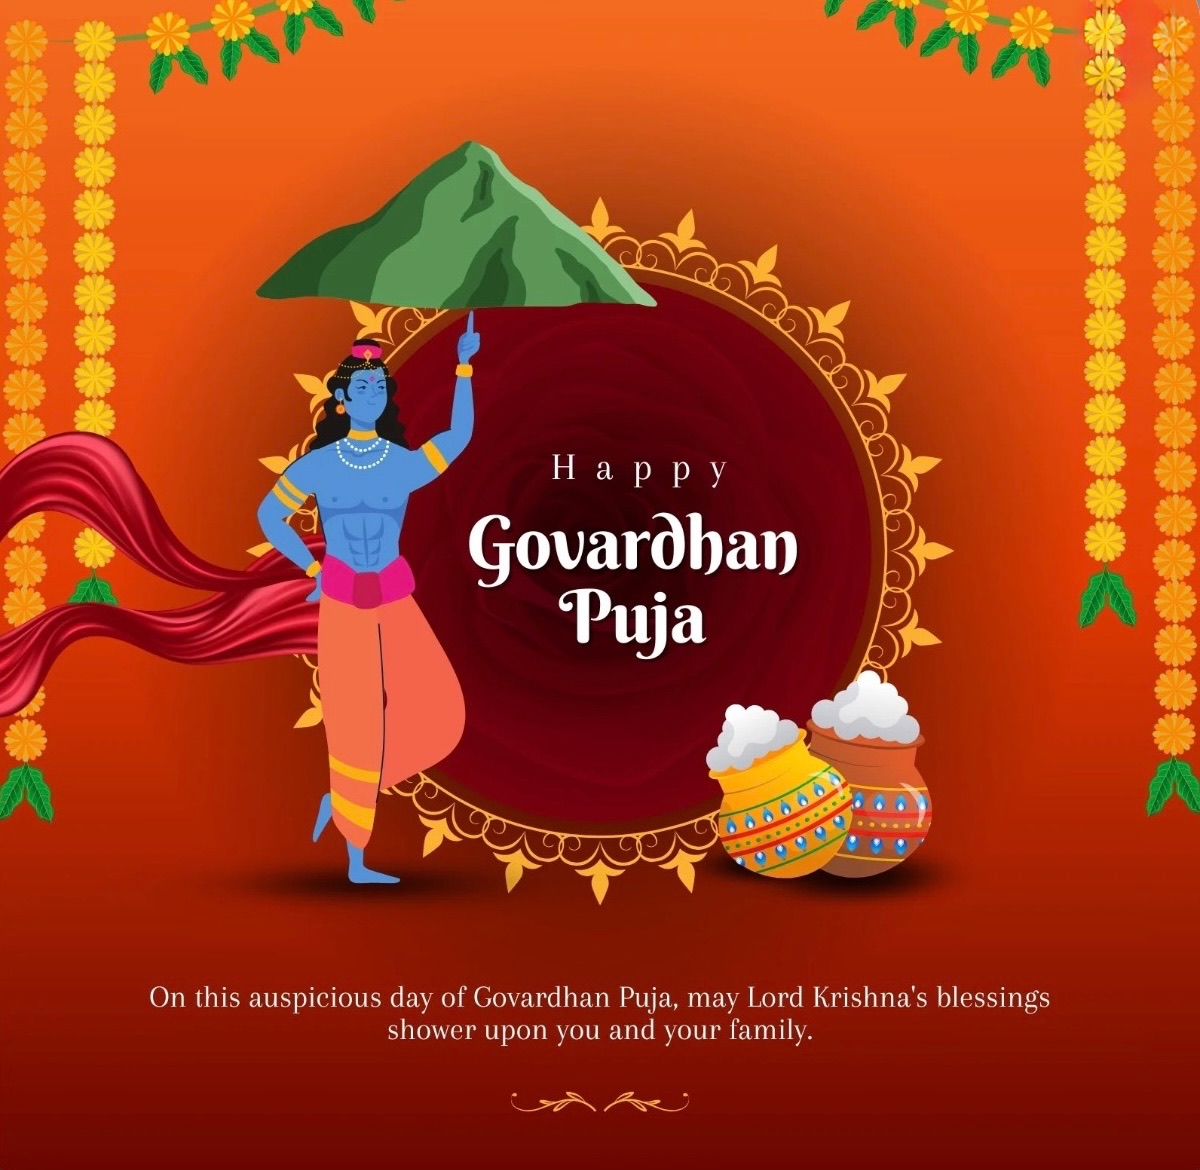 Happy
Govardhan
Puja
On this auspicious day of Govardhan Puja, may Lord Krishna's blessings
shower upon you and your family.